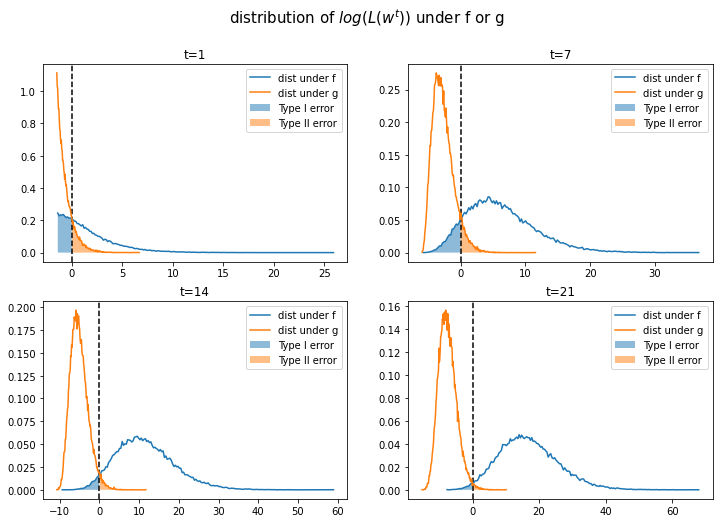 distribution of log(L(wᵗ)) under f or g
t=1
dist under f
dist under g
Type I error
Type II error
1.0
0.8
0.6
0.4
0.2
0.0
0 5 10 15 20 25
t=7
dist under f
dist under g
Type I error
Type II error
0.25
0.20
0.15
0.10
0.05
0.00
0 10 20 30
t=14
dist under f
dist under g
Type I error
Type II error
0.200
0.175
0.150
0.125
0.100
0.075
0.050
0.025
0.000
−10 0 10 20 30 40 50 60
t=21
dist under f
dist under g
Type I error
Type II error
0.16
0.14
0.12
0.10
0.08
0.06
0.04
0.02
0.00
0 20 40 60